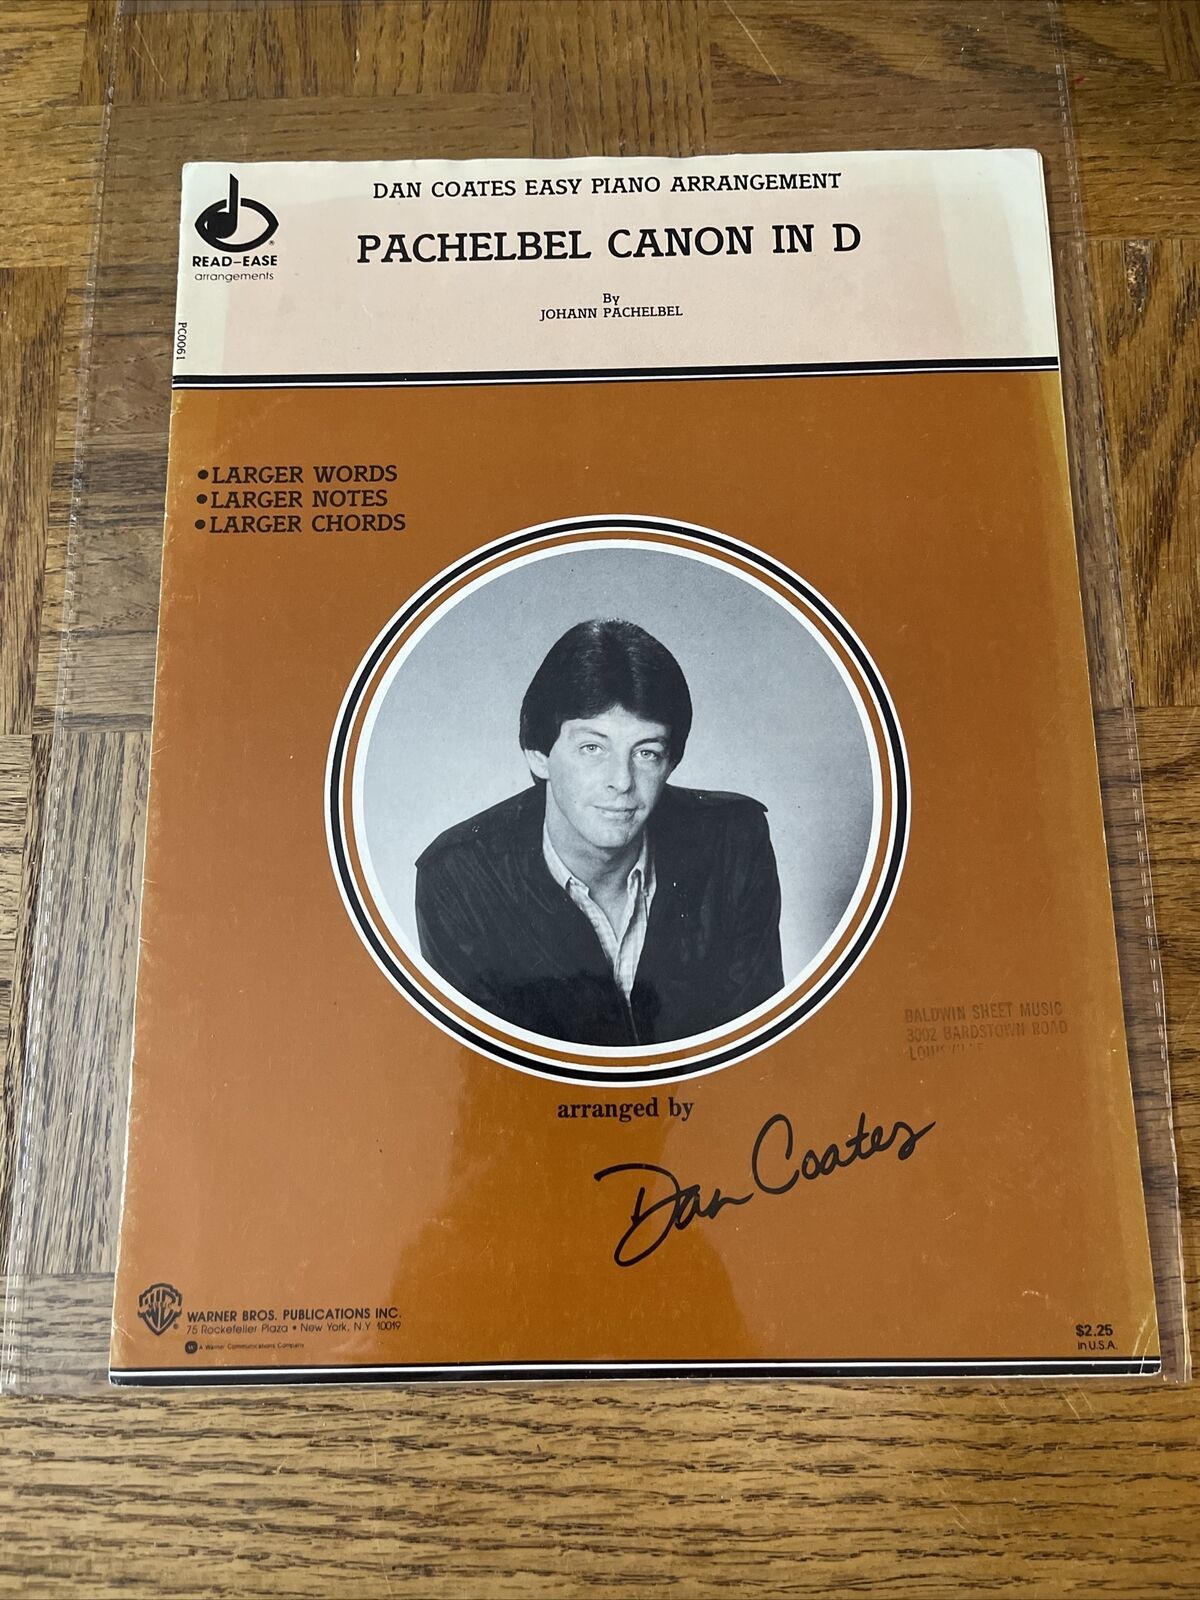 DAN COATES EASY PIANO ARRANGEMENT
PACHELBEL CANON IN D
By
JOHANN PACHELBEL
READ-EASE
arrangements
PC0061
•LARGER WORDS
•LARGER NOTES
•LARGER CHORDS
BALDWIN SHEET MUSIC
3002 BARDSTOWN ROAD
arranged by
Dan Coates
WARNER BROS. PUBLICATIONS INC.
75 Rockefeller Plaza • New York, N.Y. 10019
A Warner Communications Company
$2.25
in U.S.A.